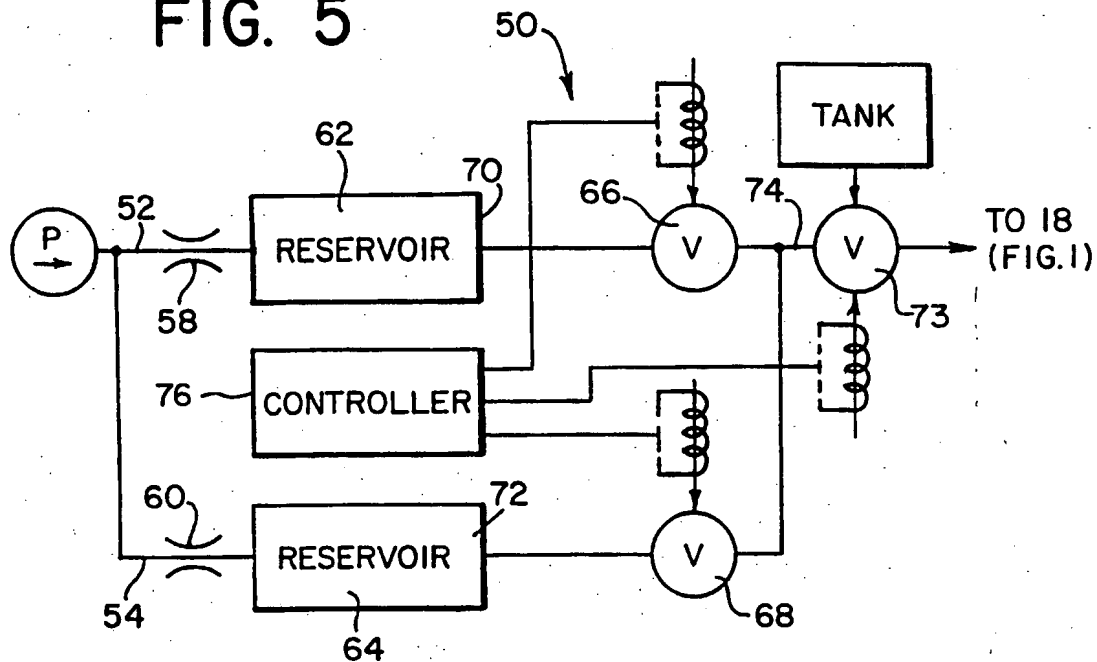 FIG. 5
50
TANK
62
70
66
74
52
P
RESERVOIR
V
V
TO 18
(FIG. 1)
58
73
76
CONTROLLER
60
72
RESERVOIR
V
54
64
68